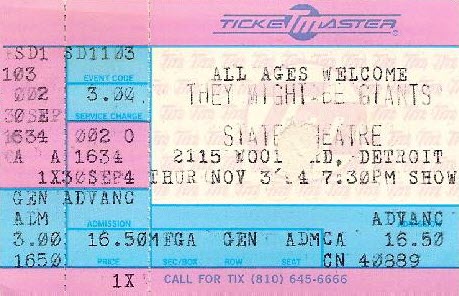 TICKETMASTER
SD1 SD1103
103 EVENT CODE ALL AGES WELCOME
002 3.00 THEY MIGHT BE GIANTS
30SEP SERVICE CHARGE
1634 002 0 STATE THEATRE
CA A 1634 2115 WOOD RD, DETROIT
1X30SEP4 THUR NOV 3 94 7:30PM SHOW
GEN ADVANC
ADM ADMISSION ADVANC
3.00 16.50 MFGA GEN ADM CA 16.50
1650 PRICE SEC/BOX ROW SEAT CN 40889
1X CALL FOR TIX (810) 645-6666